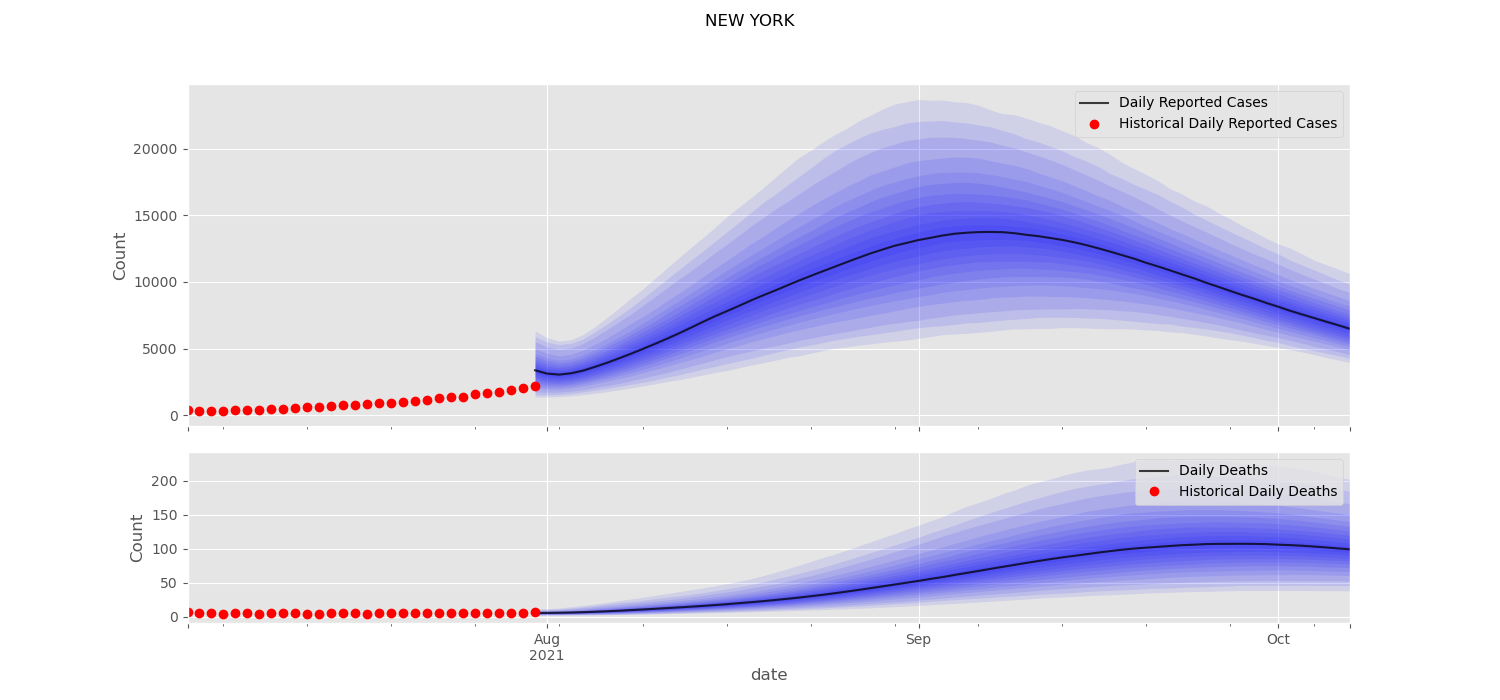 NEW YORK
Daily Reported Cases
Historical Daily Reported Cases
20000
15000
10000
5000
0
Count
Daily Deaths
Historical Daily Deaths
200
150
100
50
0
Count
Aug
2021
Sep
Oct
date